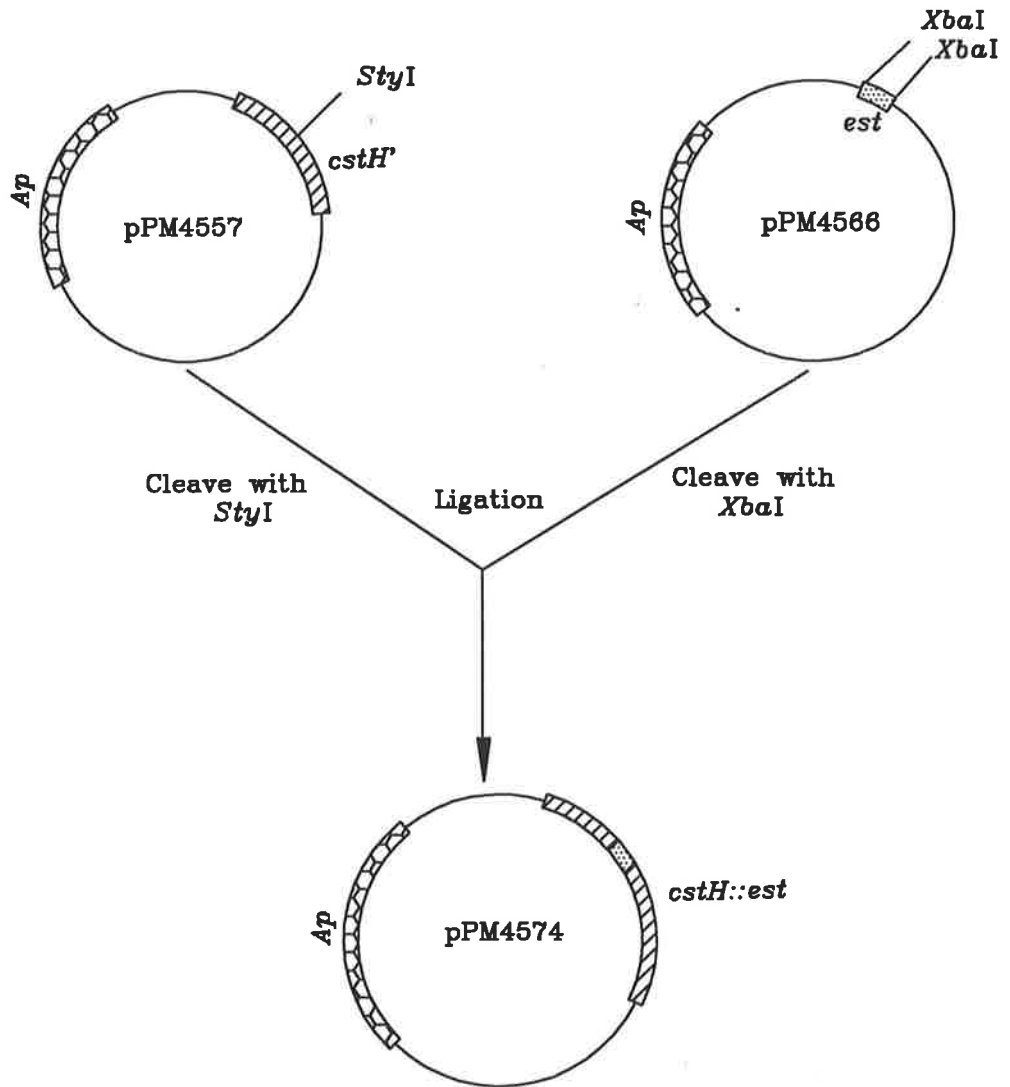 StyI
cstH'
Ap
pPM4557
XbaI
XbaI
est
Ap
pPM4566
Cleave with
StyI
Ligation
Cleave with
XbaI
cstH::est
Ap
pPM4574